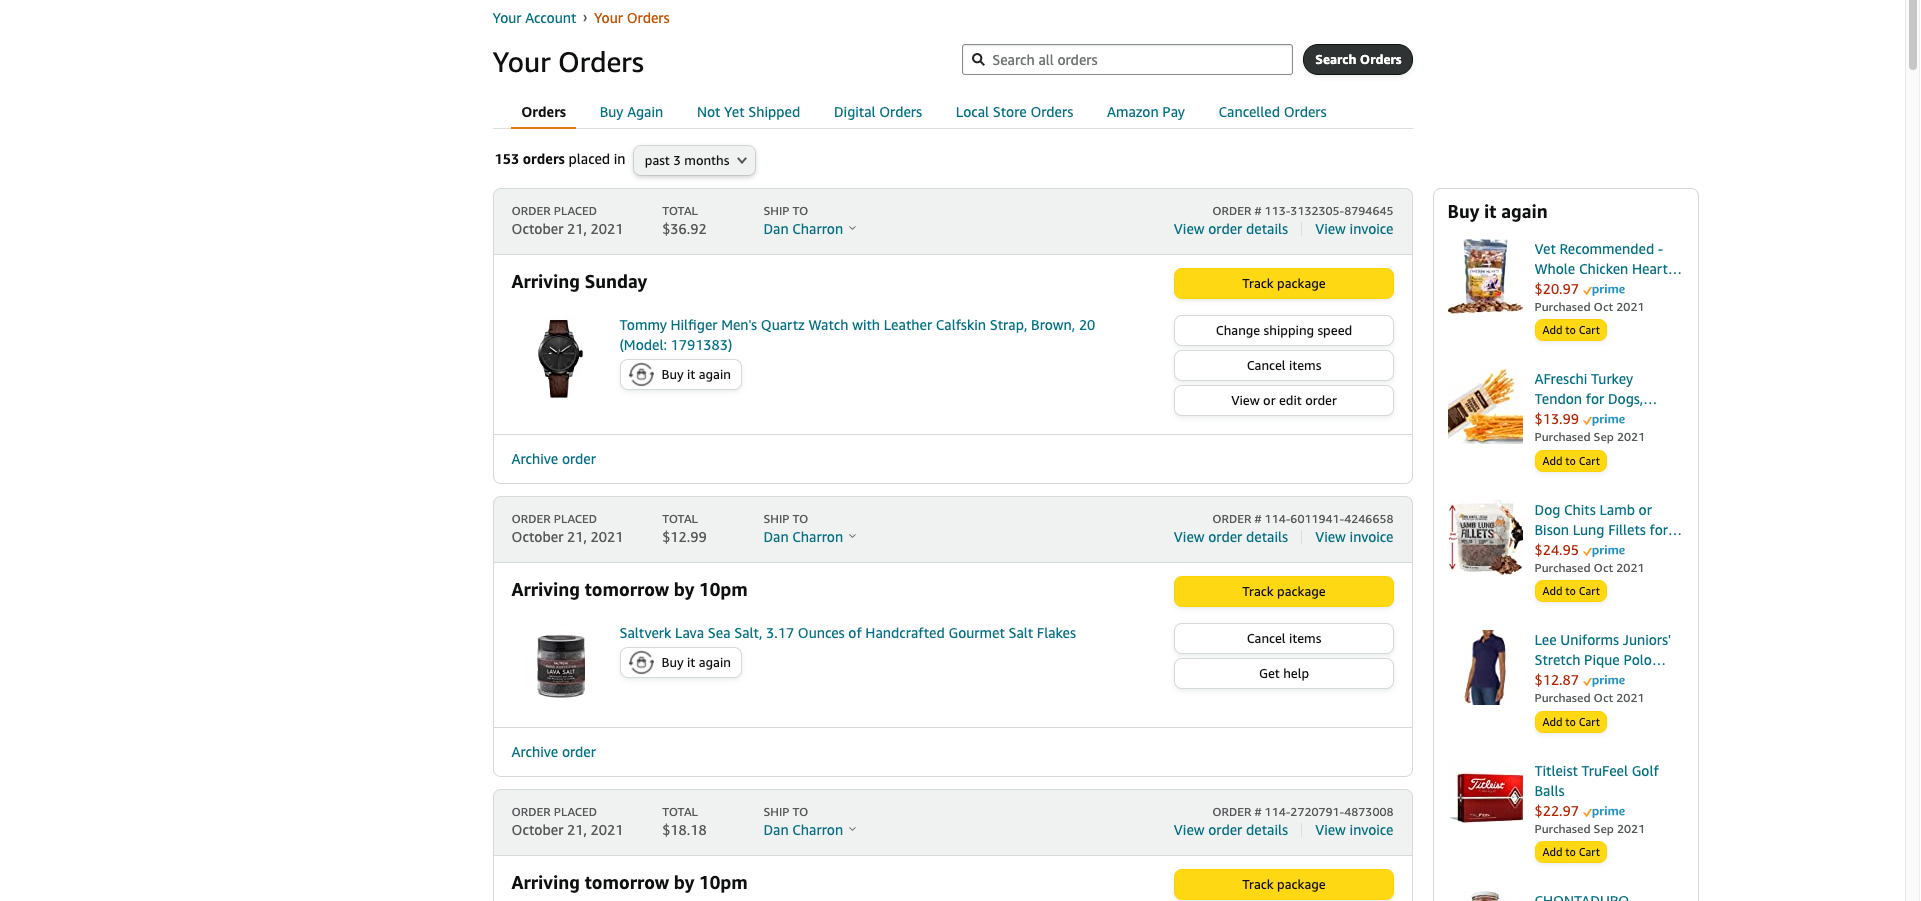 Your Account › Your Orders
Your Orders
Search all orders
Search Orders
Orders
Buy Again
Not Yet Shipped
Digital Orders
Local Store Orders
Amazon Pay
Cancelled Orders
153 orders placed in past 3 months
ORDER PLACED
October 21, 2021
TOTAL
$36.92
SHIP TO
Dan Charron
ORDER # 113-3132305-8794645
View order details
View invoice
Arriving Sunday
Tommy Hilfiger Men's Quartz Watch with Leather Calfskin Strap, Brown, 20
(Model: 1791383)
Buy it again
Track package
Change shipping speed
Cancel items
View or edit order
Archive order
ORDER PLACED
October 21, 2021
TOTAL
$12.99
SHIP TO
Dan Charron
ORDER # 114-6011941-4246658
View order details
View invoice
Arriving tomorrow by 10pm
LAVA SALT
Saltverk Lava Sea Salt, 3.17 Ounces of Handcrafted Gourmet Salt Flakes
Buy it again
Track package
Cancel items
Get help
Archive order
ORDER PLACED
October 21, 2021
TOTAL
$18.18
SHIP TO
Dan Charron
ORDER # 114-2720791-4873008
View order details
View invoice
Arriving tomorrow by 10pm
Track package
Buy it again
Vet Recommended -
Whole Chicken Heart…
$20.97 prime
Purchased Oct 2021
Add to Cart
AFreschi Turkey
Tendon for Dogs,…
$13.99 prime
Purchased Sep 2021
Add to Cart
LAMB LUNG
FILLETS
Dog Chits Lamb or
Bison Lung Fillets for…
$24.95 prime
Purchased Oct 2021
Add to Cart
Lee Uniforms Juniors'
Stretch Pique Polo…
$12.87 prime
Purchased Oct 2021
Add to Cart
Titleist
Titleist TruFeel Golf
Balls
$22.97 prime
Purchased Sep 2021
Add to Cart
CHONTADURO